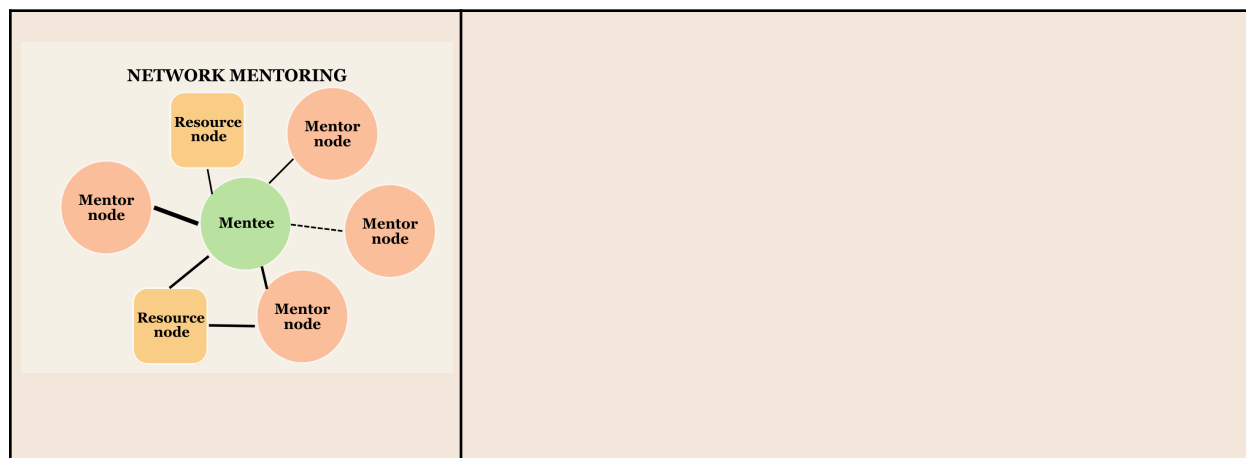 NETWORK MENTORING
Resource
node
Mentor
node
Mentor
node
Mentee
Mentor
node
Resource
node
Mentor
node